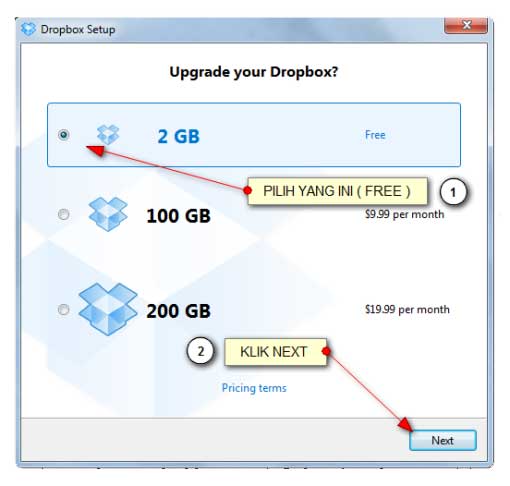 Dropbox Setup
Upgrade your Dropbox?
2 GB Free
PILIH YANG INI ( FREE ) 1
100 GB $9.99 per month
200 GB $19.99 per month
2 KLIK NEXT
Pricing terms
Next